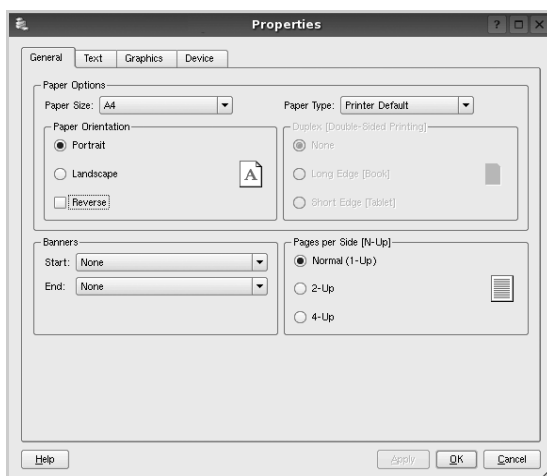 Properties
General Text Graphics Device
Paper Options
Paper Size: A4
Paper Type: Printer Default
Paper Orientation
Portrait
Landscape
Reverse
A
Duplex [Double-Sided Printing]
None
Long Edge [Book]
Short Edge [Tablet]
Banners
Start: None
End: None
Pages per Side [N-Up]
Normal (1-Up)
2-Up
4-Up
Help Apply OK Cancel